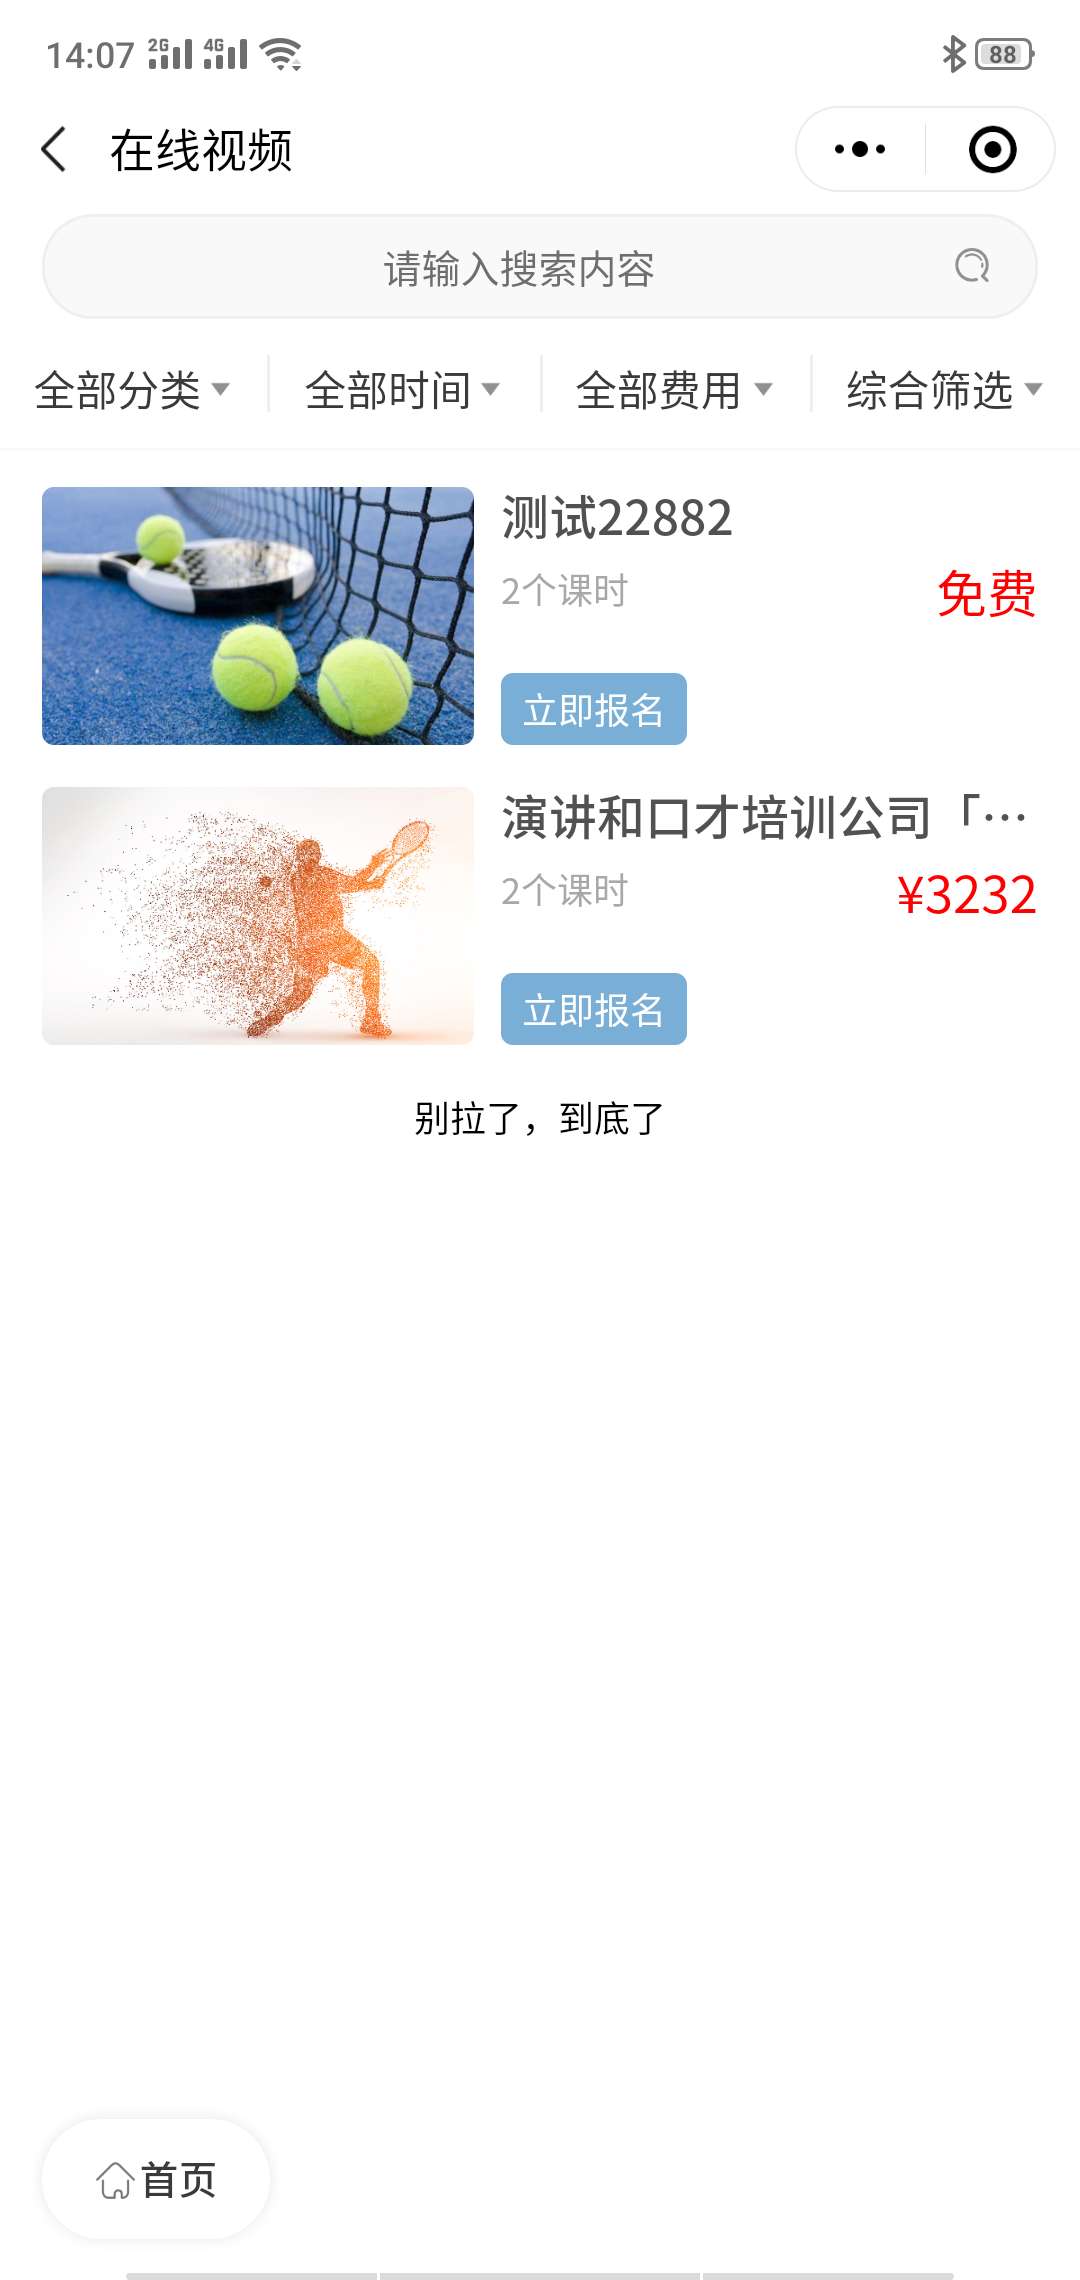 14:07 2G 4G 88
在线视频
请输入搜索内容
全部分类 全部时间 全部费用 综合筛选
测试22882
2个课时 免费
立即报名
演讲和口才培训公司「…
2个课时 ¥3232
立即报名
别拉了，到底了
首页